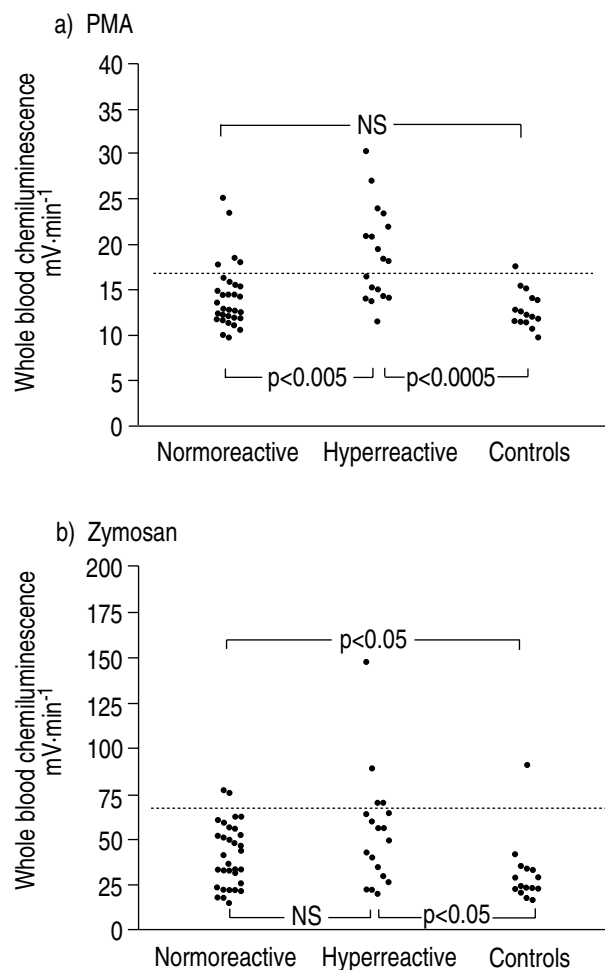 a) PMA
Whole blood chemiluminescence
mV·min⁻¹
40
35
30
25
20
15
10
5
0
NS
p<0.005
p<0.0005
Normoreactive
Hyperreactive
Controls
b) Zymosan
Whole blood chemiluminescence
mV·min⁻¹
200
175
150
125
100
75
50
25
0
p<0.05
NS
p<0.05
Normoreactive
Hyperreactive
Controls